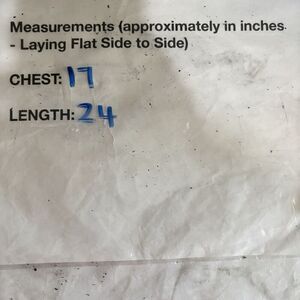 Measurements (approximately in inches
- Laying Flat Side to Side)
CHEST: 17
LENGTH: 24